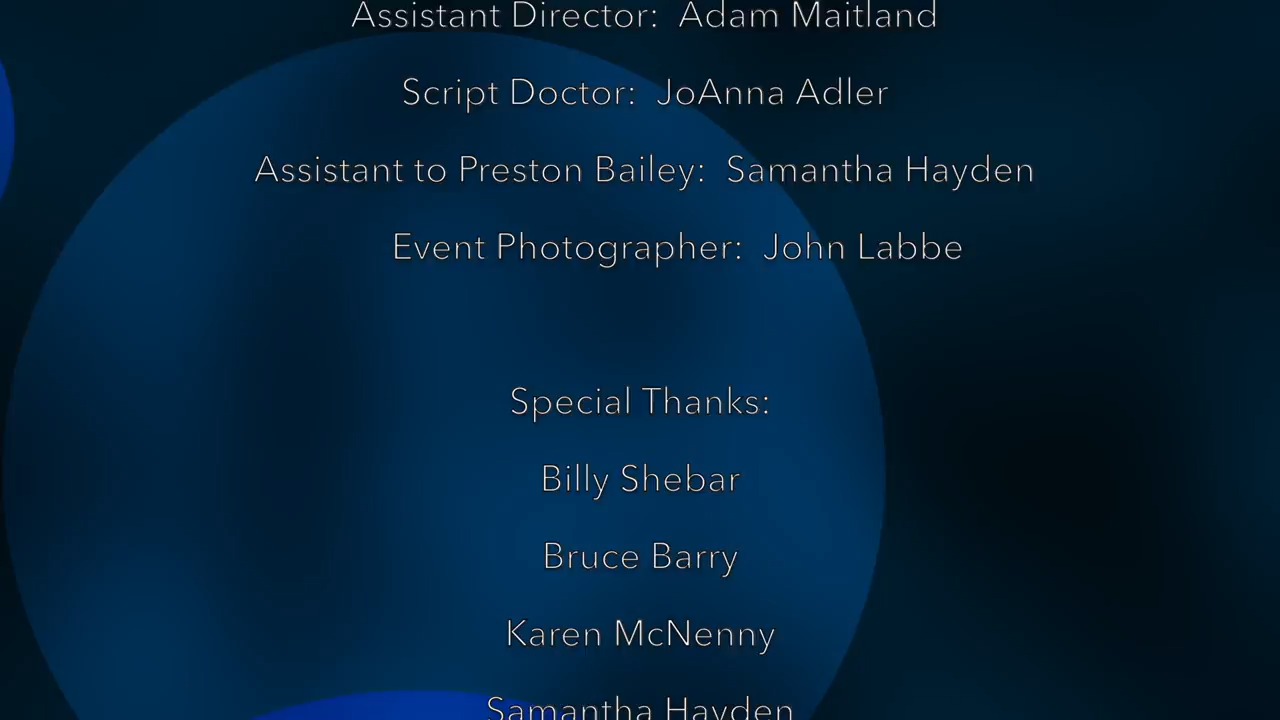 Assistant Director: Adam Maitland
Script Doctor: JoAnna Adler
Assistant to Preston Bailey: Samantha Hayden
Event Photographer: John Labbe
Special Thanks:
Billy Shebar
Bruce Barry
Karen McNenny
Samantha Hayden